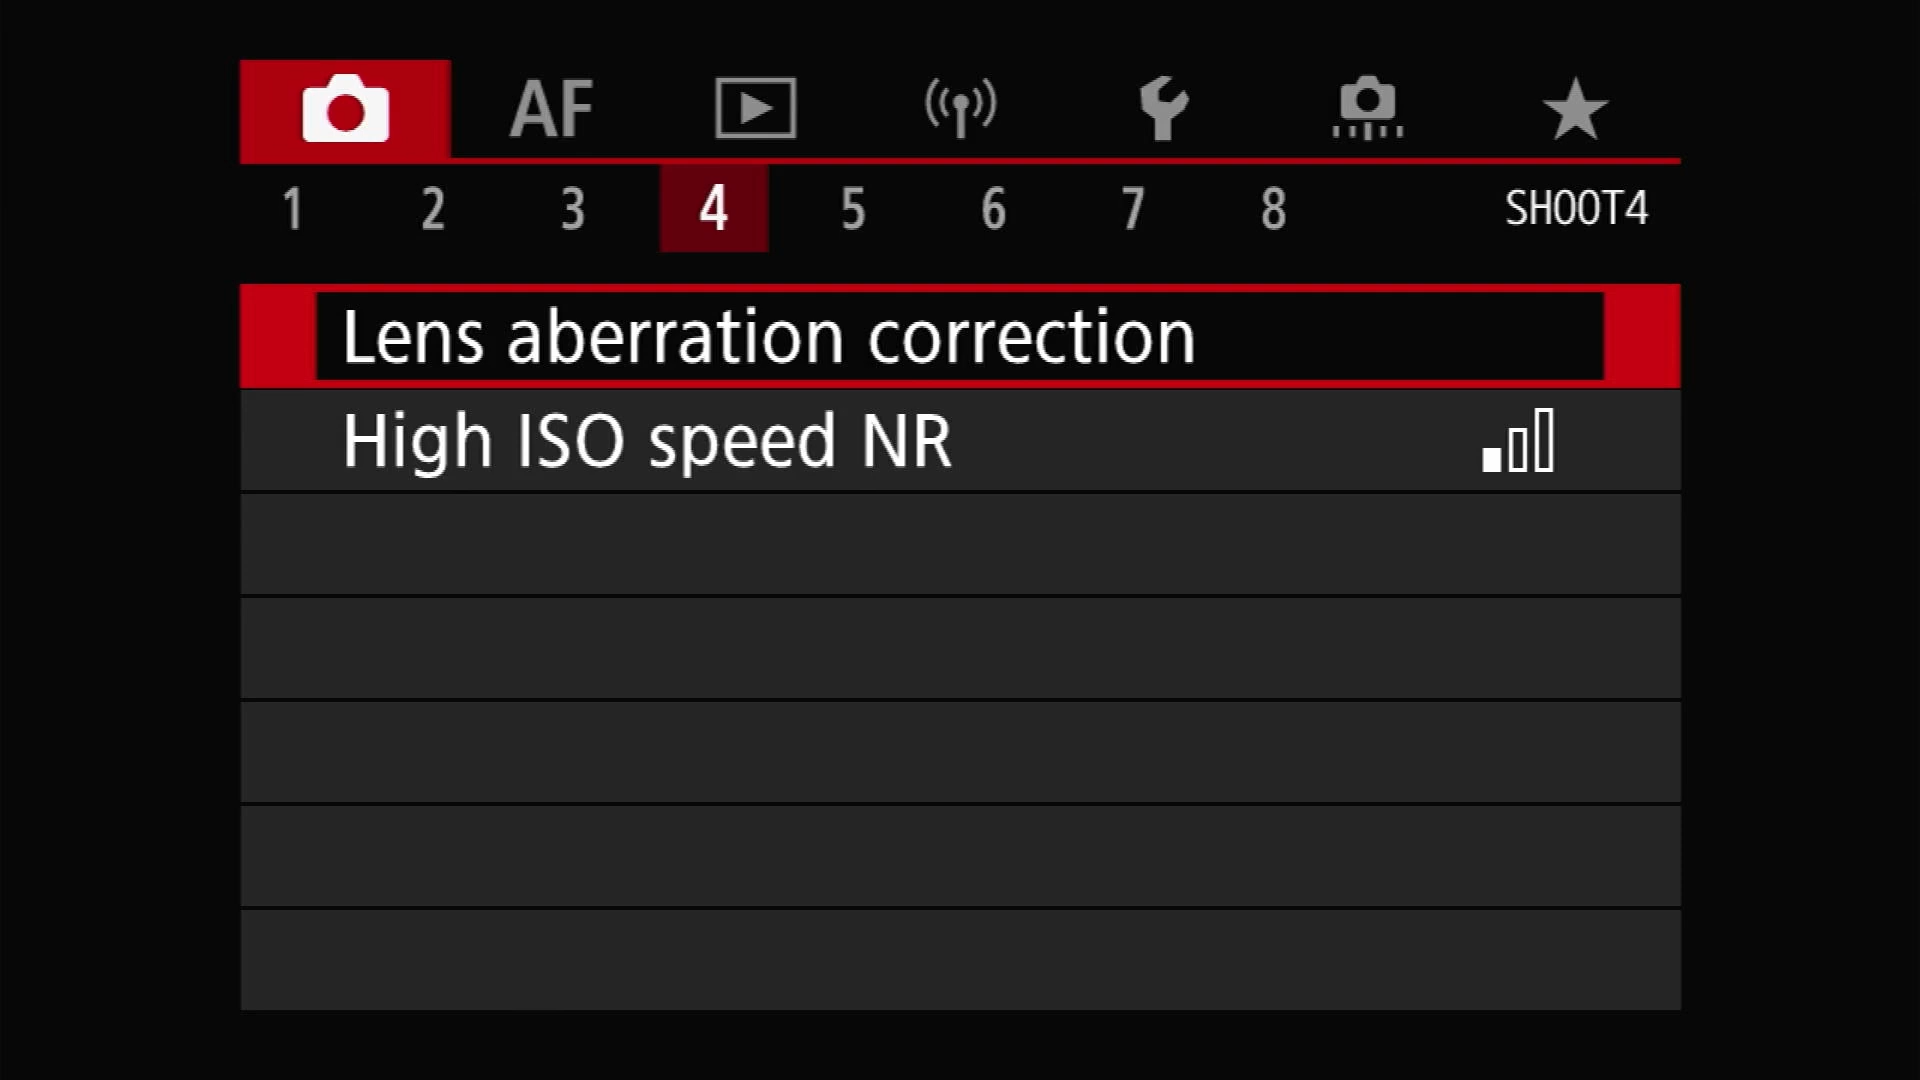 AF
1 2 3 4 5 6 7 8 SHOOT4
Lens aberration correction
High ISO speed NR